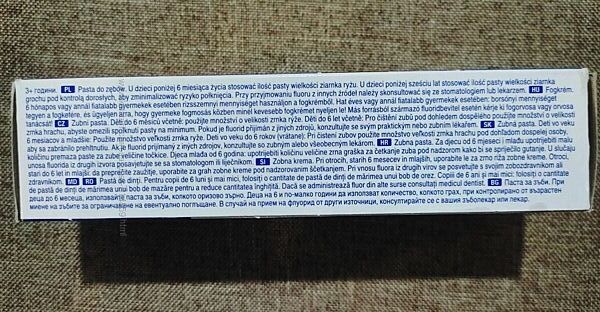 3+ години. PL Pasta do zębów. U dzieci poniżej 6 miesiąca życia stosować ilość pasty wielkości ziarnka ryżu. U dzieci poniżej sześciu lat stosować ilość pasty wielkości ziarnka
grochu pod kontrolą dorosłych, aby zminimalizować ryzyko połknięcia. Przy przyjmowaniu fluoru z innych źródeł należy skonsultować się ze stomatologiem lub lekarzem. HU Fogkrém.
6 hónapos vagy annál fiatalabb gyermekek esetében rizsszemnyi mennyiséget használjon a fogkrémből. Hat éves vagy annál fiatalabb gyermekek esetében: borsónyi mennyiséget
tegyen a fogkefére, és ügyeljen arra, hogy gyermeke fogmosás közben minél kevesebb fogkrémet nyeljen le! Más forrásból származó fluoridbevitel esetén kérje ki fogorvosa vagy orvosa
tanácsát! CZ Zubní pasta. Děti do 6 měsíců věku včetně: použijte množství o velikosti zrnka rýže. Děti do 6 let včetně: Pro čištění zubů pod dohledem dospělého použijte množství o velikosti
zrnka hrachu, abyste omezili spolknutí pasty na minimum. Pokud je fluorid přijímán z jiných zdrojů, konzultujte se svým praktickým nebo zubním lékařem. SK Zubná pasta. Deti vo veku
6 mesiacov a mladšie: Použite množstvo veľkosti zrnka ryže. Deti vo veku do 6 rokov (vrátane): Pri čistení zubov použite množstvo veľkosti zrnka hrachu pod dohľadom dospelej osoby,
aby sa zabránilo prehltnutiu. Ak je fluorid prijímaný z iných zdrojov, konzultujte so zubným alebo všeobecným lekárom. HR Zubna pasta. Za djecu od 6 mjeseci i mlađu upotrijebiti malu
količinu premaza paste za zube veličine točkice. Djeca mlađa od 6 godina: upotrebljavati količinu veličine zrna graška za četkanje zuba pod nadzorom kako bi se spriječilo gutanje. U slučaju
unosa fluorida iz drugih izvora posavjetujte se sa stomatologom ili liječnikom. SI Zobna krema. Pri otrocih, starih 6 mesecev in mlajših, uporabite le za zrno riža zobne kreme. Otroci,
stari do 6 let in mlajši: da preprečite zaužitje, uporabite za grah zobne kreme pod nadzorovanim ščetkanjem. Če fluorid vnašamo iz drugih virov se posvetujte s svojim zobozdravnikom ali
zdravnikom. MD RO Pastă de dinți. Pentru copii de 6 luni și mai mici, folosiți o cantitate de pastă de dinți de mărimea unui bob de orez. Copiii de 6 ani și mai mici: folosiți o cantitate
de pastă de dinți de mărimea unui bob de mazăre pentru a reduce cantitatea înghițită. Dacă se administrează fluor din alte surse consultați medicul dentist. BG Паста за зъби. При
деца до 6 месеца, използвайте паста, колкото оризово зърно. Деца на 6 и по-малко години да използват количество, колкото грах, при контролирано от възрастен
миене на зъбите за ограничаване на евентуално поглъщане. В случай на прием на флуорид от други източници, консултирайте се с вашия зъболекар или лекар.